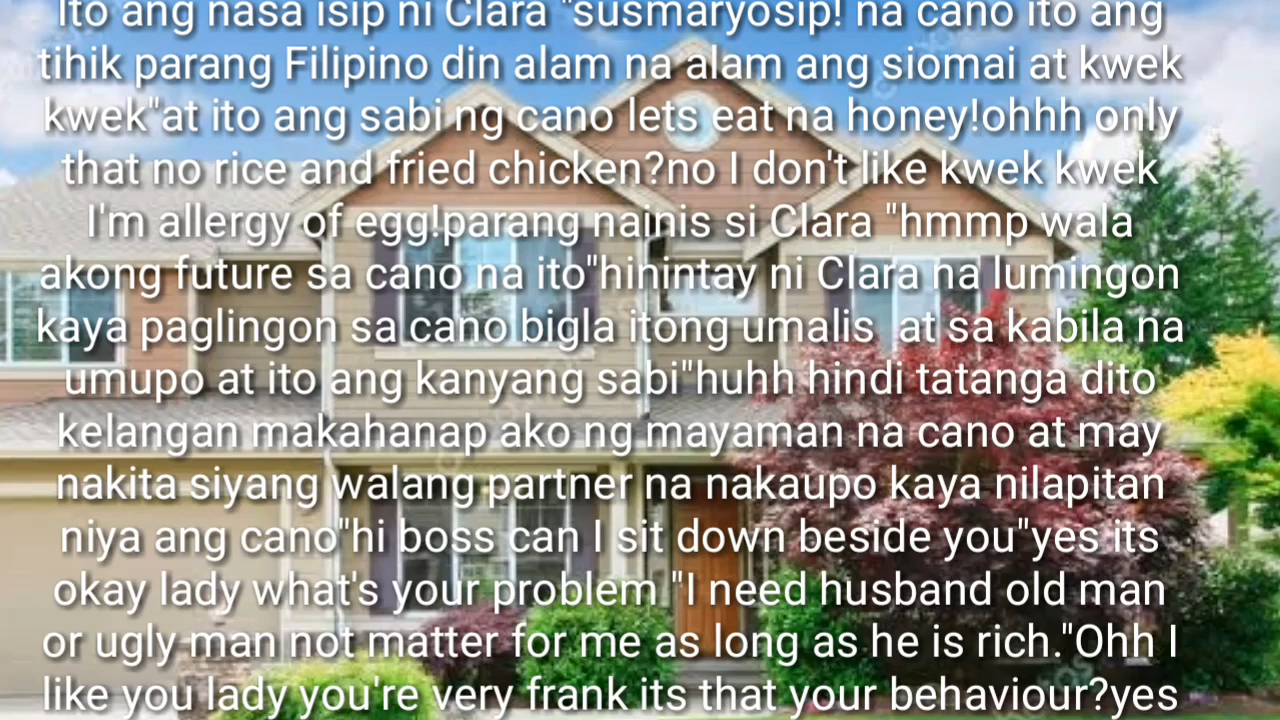 Ito ang nasa isip ni Clara "susmaryosip! na cano ito ang
tihik parang Filipino din alam na alam ang siomai at kwek
kwek"at ito ang sabi ng cano lets eat na honey!ohhh only
that no rice and fried chicken?no I don't like kwek kwek
I'm allergy of egg!parang nainis si Clara "hmmp wala
akong future sa cano na ito"hinintay ni Clara na lumingon
kaya paglingon sa cano bigla itong umalis  at sa kabila na
umupo at ito ang kanyang sabi"huhh hindi tatanga dito
kelangan makahanap ako ng mayaman na cano at may
nakita siyang walang partner na nakaupo kaya nilapitan
niya ang cano"hi boss can I sit down beside you"yes its
okay lady what's your problem "I need husband old man
or ugly man not matter for me as long as he is rich."Ohh I
like you lady you're very frank its that your behaviour?yes